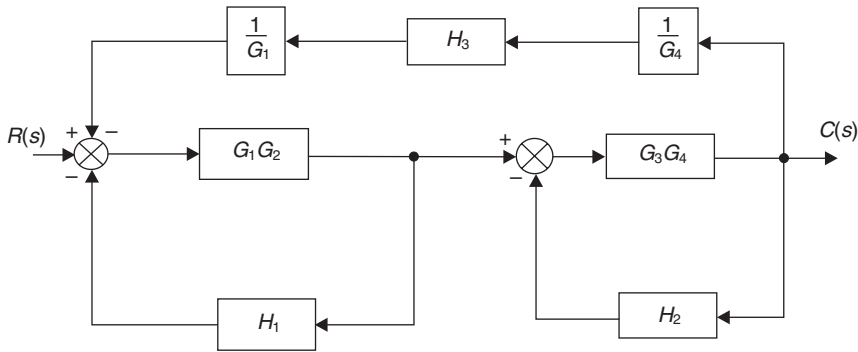 1
G1
H3
1
G4
R(s)
+
−
−
G1G2
+
−
G3G4
C(s)
H1
H2